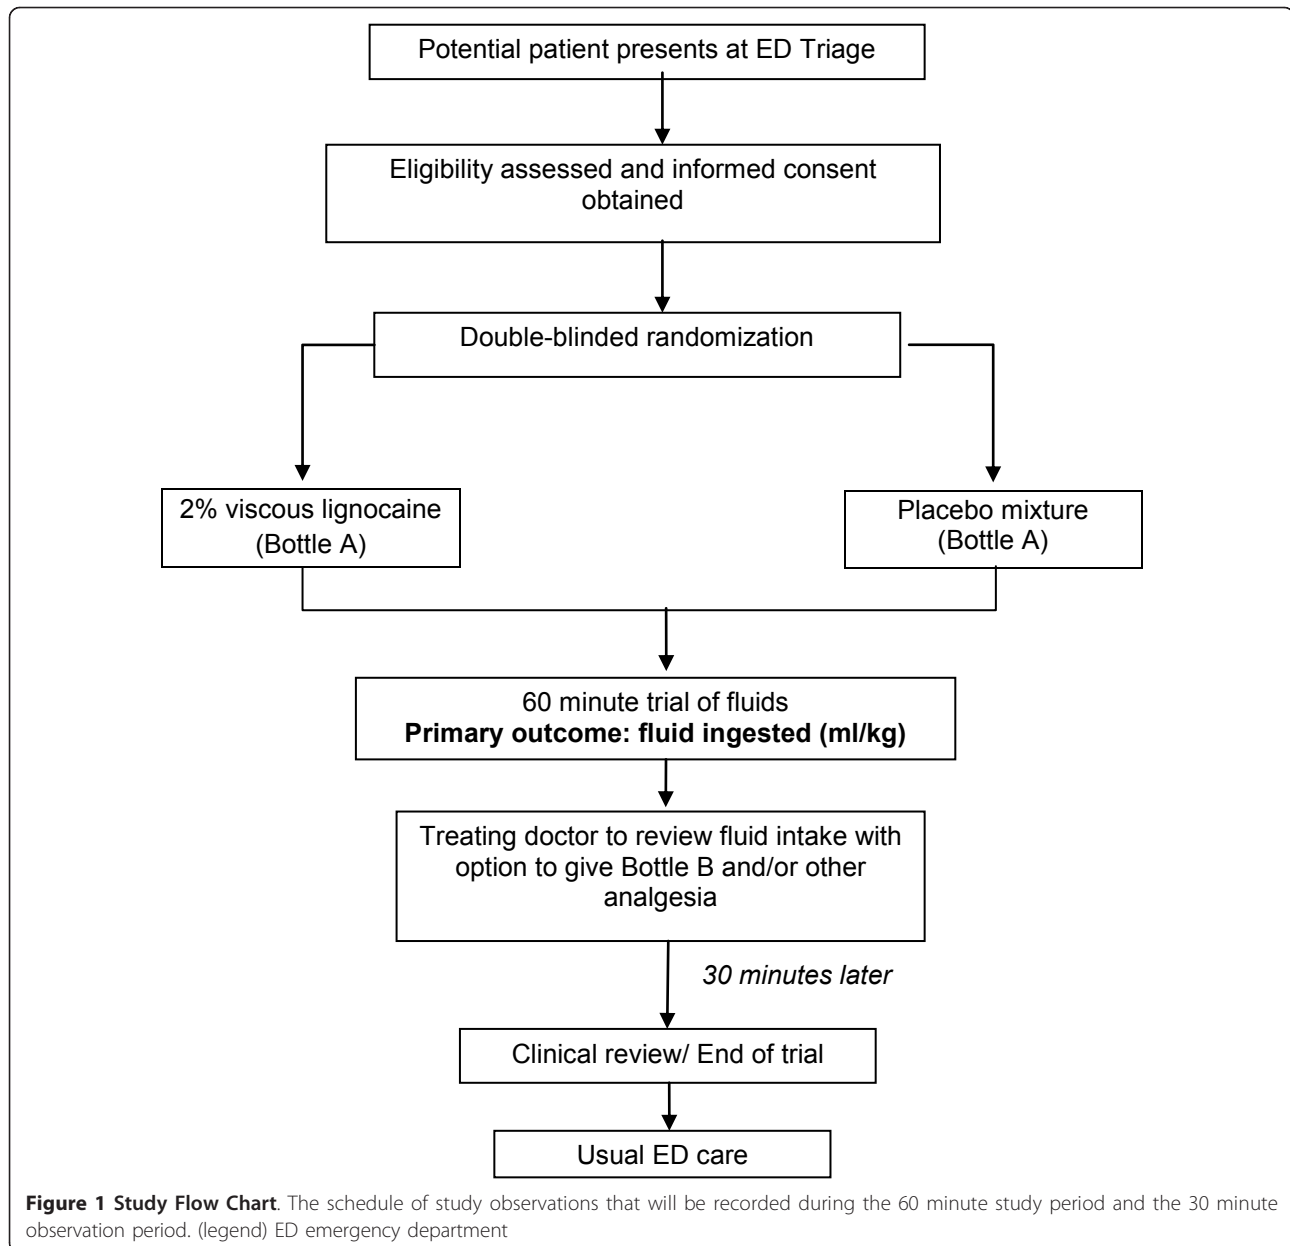 Potential patient presents at ED Triage
Eligibility assessed and informed consent
obtained
Double-blinded randomization
2% viscous lignocaine
(Bottle A)
Placebo mixture
(Bottle A)
60 minute trial of fluids
Primary outcome: fluid ingested (ml/kg)
Treating doctor to review fluid intake with
option to give Bottle B and/or other
analgesia
30 minutes later
Clinical review/ End of trial
Usual ED care
Figure 1 Study Flow Chart. The schedule of study observations that will be recorded during the 60 minute study period and the 30 minute
observation period. (legend) ED emergency department